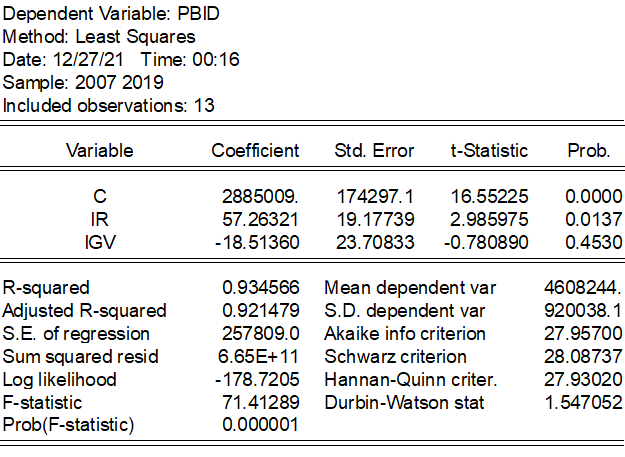 Dependent Variable: PBID
Method: Least Squares
Date: 12/27/21 Time: 00:16
Sample: 2007 2019
Included observations: 13
Variable Coefficient Std. Error t-Statistic Prob.
C 2885009. 174297.1 16.55225 0.0000
IR 57.26321 19.17739 2.985975 0.0137
IGV -18.51360 23.70833 -0.780890 0.4530
R-squared 0.934566 Mean dependent var 4608244.
Adjusted R-squared 0.921479 S.D. dependent var 920038.1
S.E. of regression 257809.0 Akaike info criterion 27.95700
Sum squared resid 6.65E+11 Schwarz criterion 28.08737
Log likelihood -178.7205 Hannan-Quinn criter. 27.93020
F-statistic 71.41289 Durbin-Watson stat 1.547052
Prob(F-statistic) 0.000001